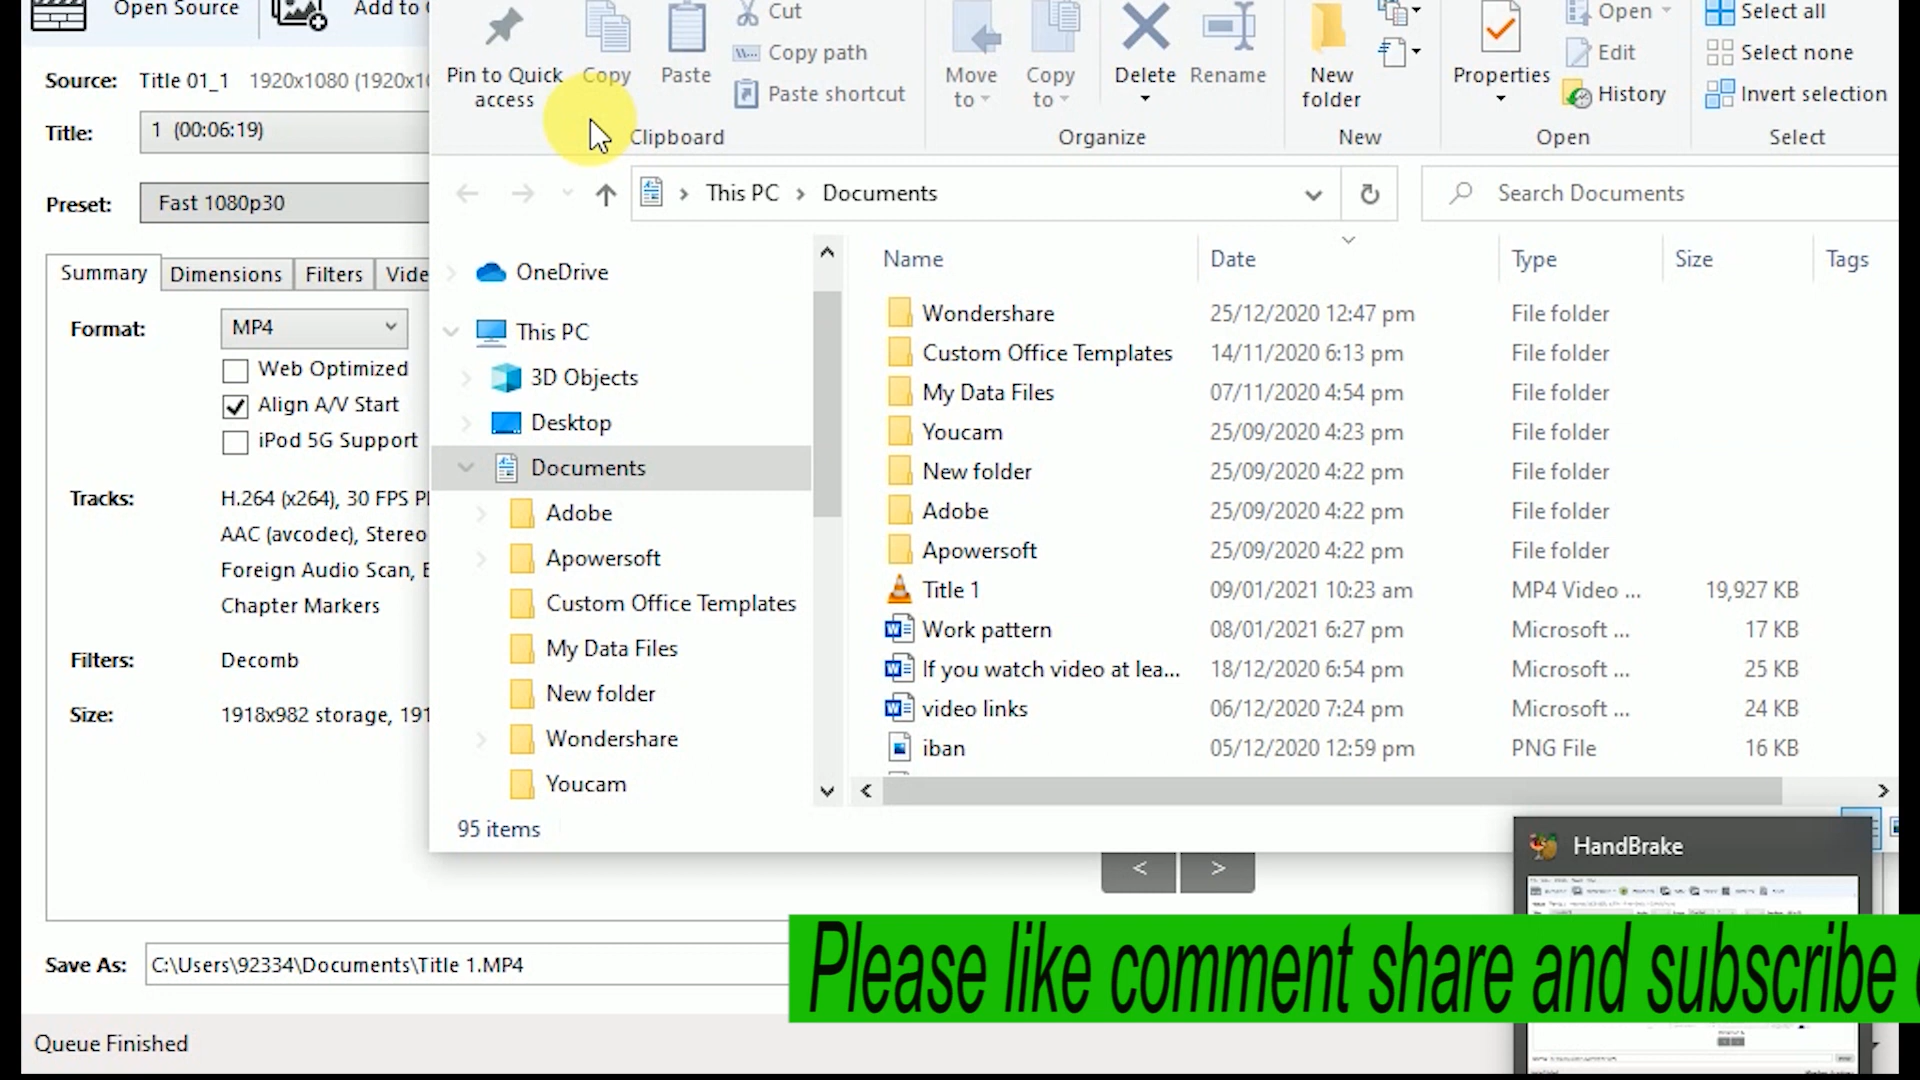 Open Source
Add to
Source: Title 01_1 1920x1080
Title: 1 (00:06:19)
Preset: Fast 1080p30
Summary Dimensions Filters
Format: MP4
Web Optimized
Align A/V Start
iPod 5G Support
Tracks: H.264 (x264), 30 FPS
AAC (avcodec), Stereo
Foreign Audio Scan,
Chapter Markers
Filters: Decomb
Size: 1918x982 storage,
Save As: C:\Users\92334\Documents\Title 1.MP4
Queue Finished
Pin to Quick access
Copy
Paste
Cut
Copy path
Paste shortcut
Clipboard
Move to
Copy to
Delete
Rename
Organize
New folder
New
Properties
Open
Edit
History
Open
Select all
Select none
Invert selection
Select
This PC > Documents
Search Documents
OneDrive
This PC
3D Objects
Desktop
Documents
Adobe
Apowersoft
Custom Office Templates
My Data Files
New folder
Wondershare
Youcam
Name Date Type Size Tags
Wondershare 25/12/2020 12:47 pm File folder
Custom Office Templates 14/11/2020 6:13 pm File folder
My Data Files 07/11/2020 4:54 pm File folder
Youcam 25/09/2020 4:23 pm File folder
New folder 25/09/2020 4:22 pm File folder
Adobe 25/09/2020 4:22 pm File folder
Apowersoft 25/09/2020 4:22 pm File folder
Title 1 09/01/2021 10:23 am MP4 Video ... 19,927 KB
Work pattern 08/01/2021 6:27 pm Microsoft ... 17 KB
If you watch video at lea... 18/12/2020 6:54 pm Microsoft ... 25 KB
video links 06/12/2020 7:24 pm Microsoft ... 24 KB
iban 05/12/2020 12:59 pm PNG File 16 KB
95 items
< >
HandBrake
Please like comment share and subscribe